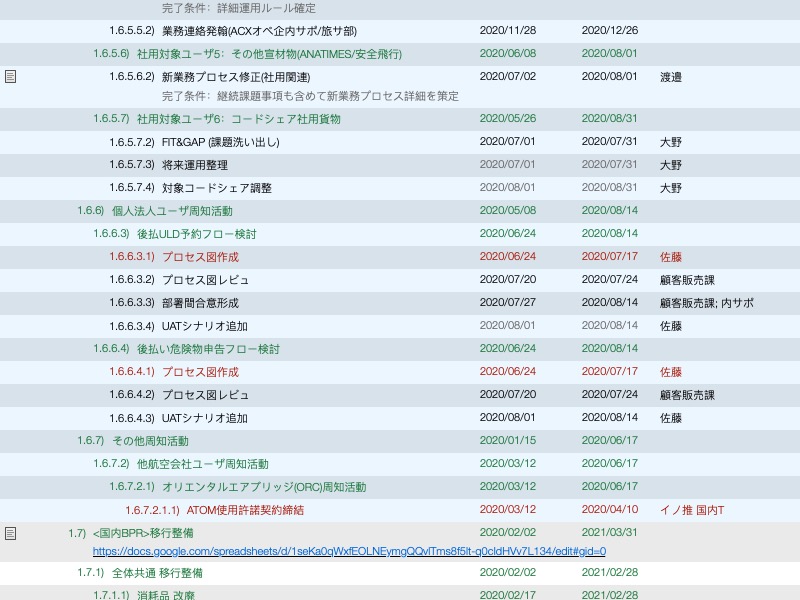 完了条件：詳細運用ルール確定
1.6.5.5.2) 業務連絡発翰(ACXオペ企内サポ/旅サ部) 2020/11/28 2020/12/26
1.6.5.6) 社用対象ユーザ5：その他宣材物(ANATIMES/安全飛行) 2020/06/08 2020/08/01
1.6.5.6.2) 新業務プロセス修正(社用関連) 2020/07/02 2020/08/01 渡邉
完了条件：継続課題事項も含めて新業務プロセス詳細を策定
1.6.5.7) 社用対象ユーザ6：コードシェア社用貨物 2020/05/26 2020/08/31
1.6.5.7.2) FIT&GAP (課題洗い出し) 2020/07/01 2020/07/31 大野
1.6.5.7.3) 将来運用整理 2020/07/01 2020/07/31 大野
1.6.5.7.4) 対象コードシェア調整 2020/08/01 2020/08/31 大野
1.6.6) 個人法人ユーザ周知活動 2020/05/08 2020/08/14
1.6.6.3) 後払ULD予約フロー検討 2020/06/24 2020/08/14
1.6.6.3.1) プロセス図作成 2020/06/24 2020/07/17 佐藤
1.6.6.3.2) プロセス図レビュ 2020/07/20 2020/07/24 顧客販売課
1.6.6.3.3) 部署間合意形成 2020/07/27 2020/08/14 顧客販売課; 内サポ
1.6.6.3.4) UATシナリオ追加 2020/08/01 2020/08/14 佐藤
1.6.6.4) 後払い危険物申告フロー検討 2020/06/24 2020/08/14
1.6.6.4.1) プロセス図作成 2020/06/24 2020/07/17 佐藤
1.6.6.4.2) プロセス図レビュ 2020/07/20 2020/07/24 顧客販売課
1.6.6.4.3) UATシナリオ追加 2020/08/01 2020/08/14 佐藤
1.6.7) その他周知活動 2020/01/15 2020/06/17
1.6.7.2) 他航空会社ユーザ周知活動 2020/03/12 2020/06/17
1.6.7.2.1) オリエンタルエアブリッジ(ORC)周知活動 2020/03/12 2020/06/17
1.6.7.2.1.1) ATOM使用許諾契約締結 2020/03/12 2020/04/10 イノ推 国内T
1.7) <国内BPR>移行整備 2020/02/02 2021/03/31
https://docs.google.com/spreadsheets/d/1seKa0qWxfEOLNEymgQQvlTms8f5lt-q0cldHVv7L134/edit#gid=0
1.7.1) 全体共通 移行整備 2020/02/02 2021/02/28
1.7.1.1) 消耗品 改廃 2020/02/17 2021/02/28